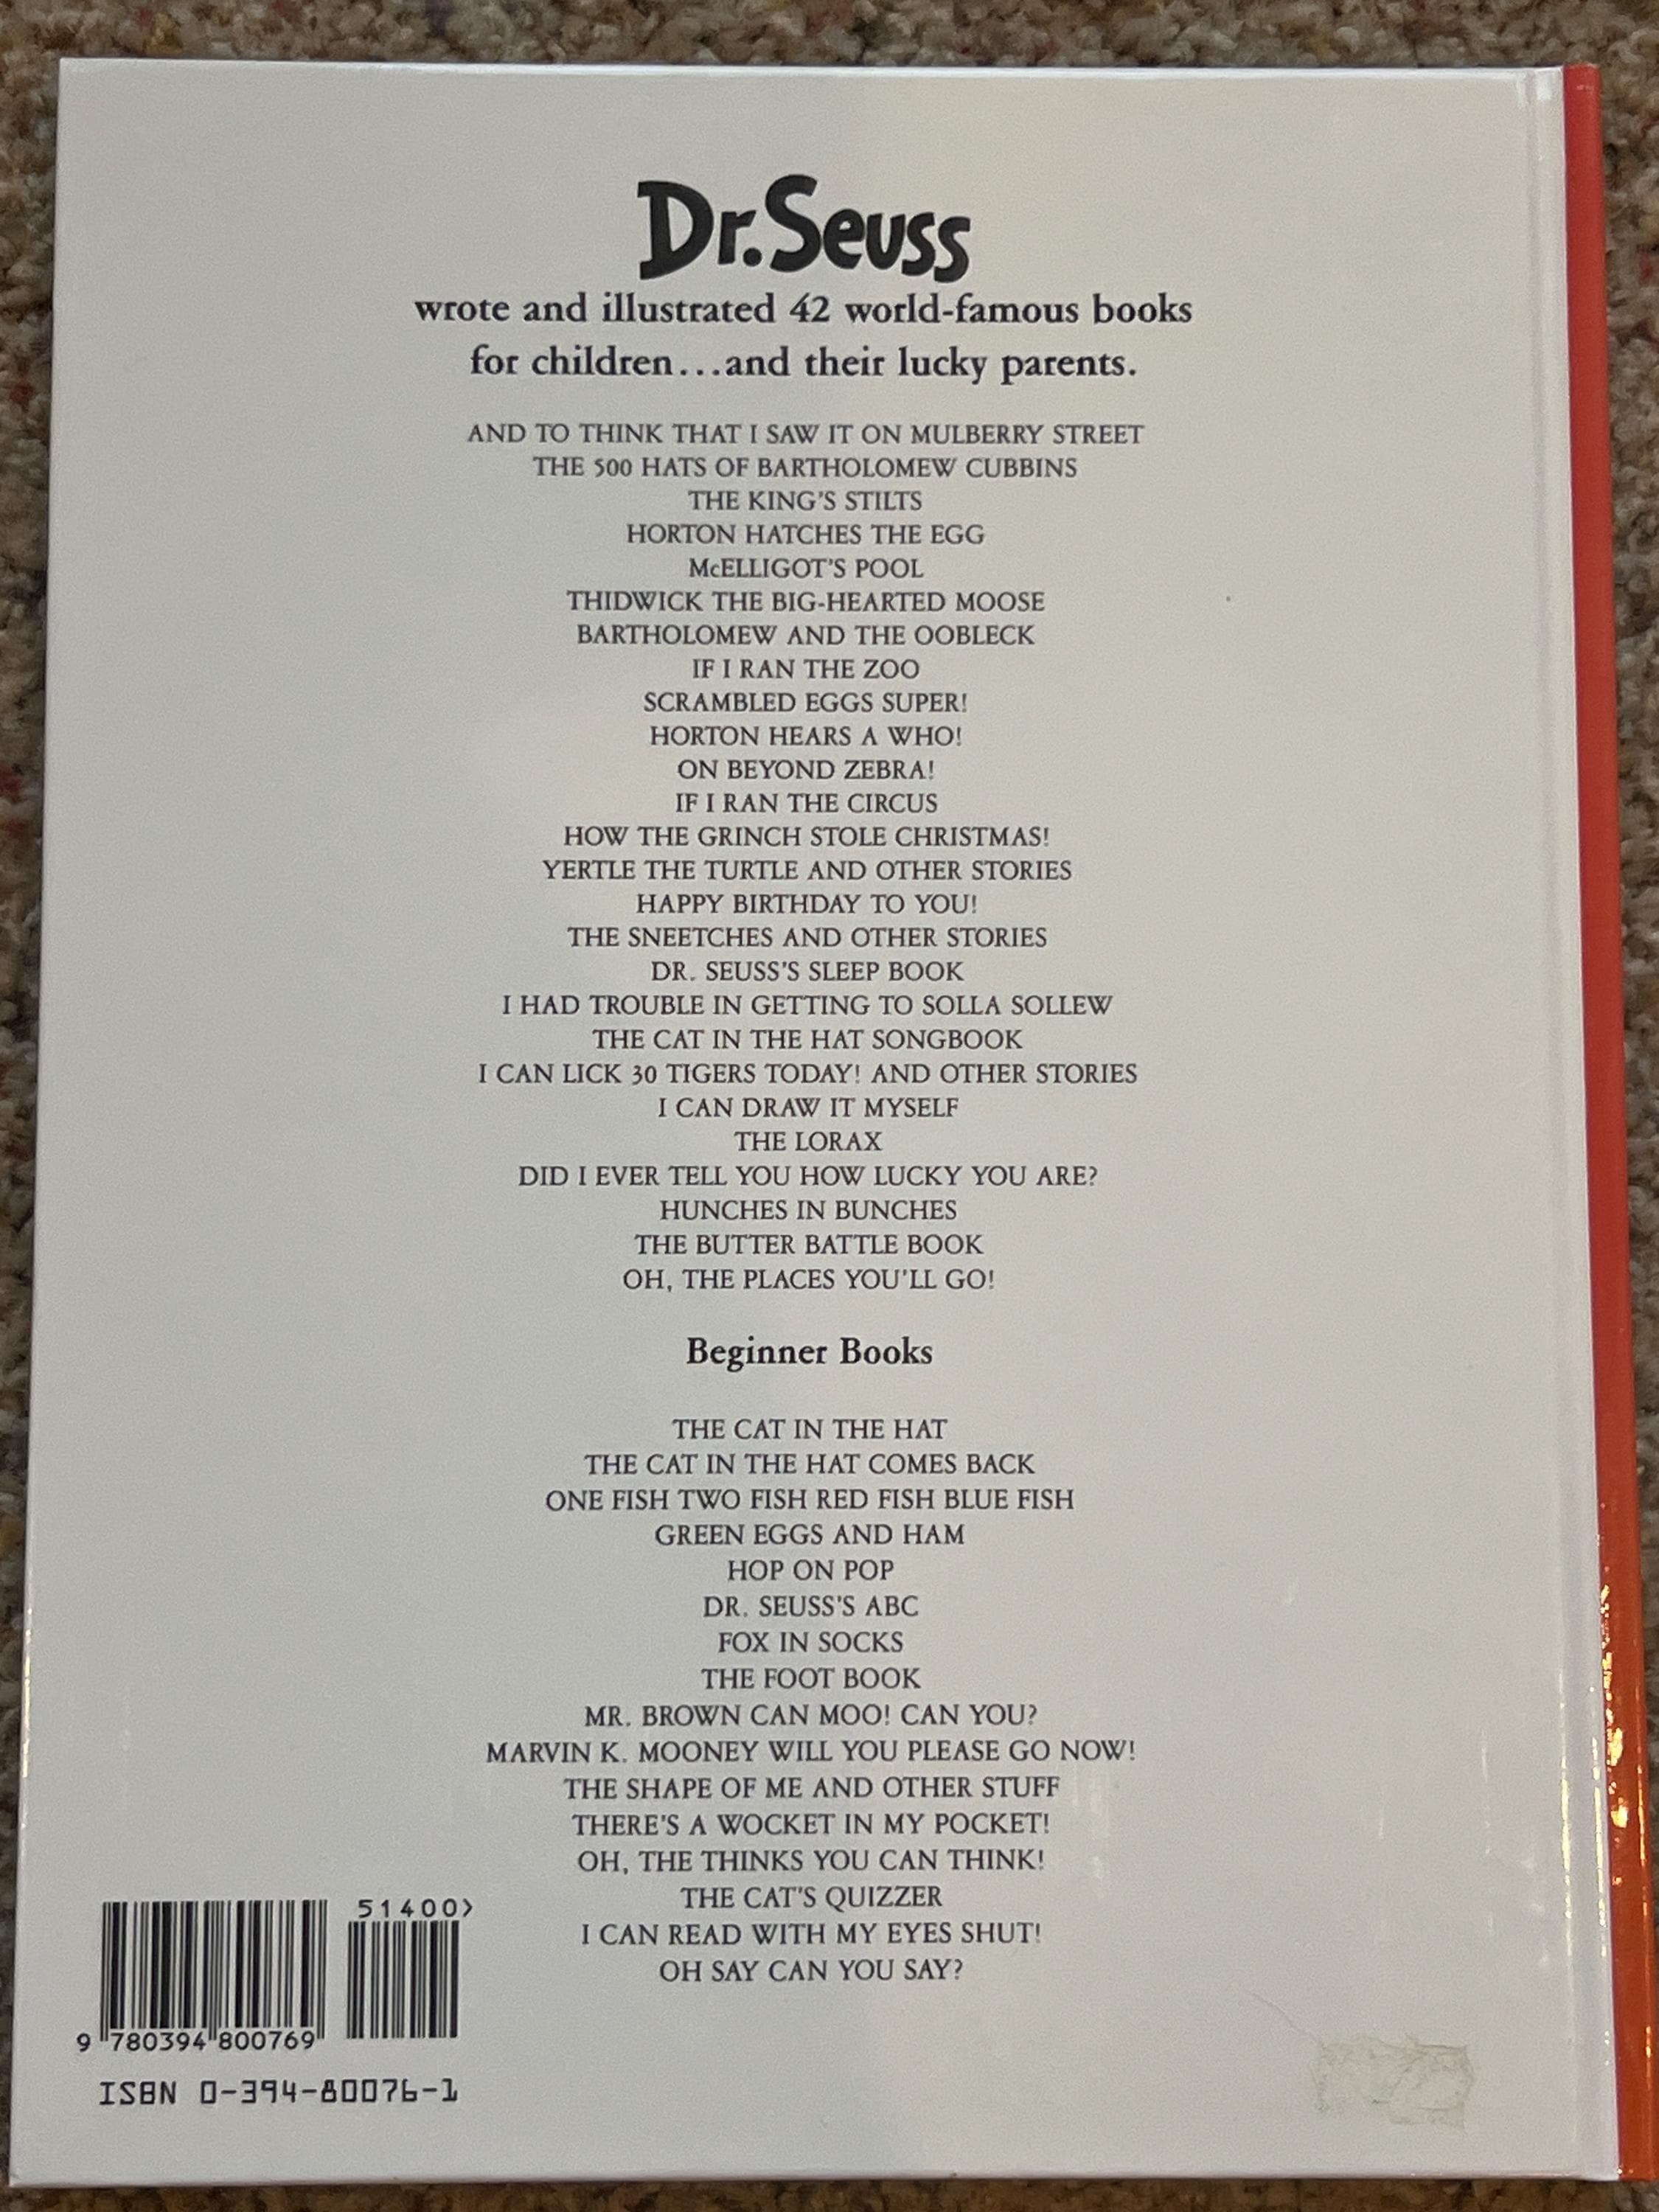 Dr. Seuss
wrote and illustrated 42 world-famous books
for children...and their lucky parents.
AND TO THINK THAT I SAW IT ON MULBERRY STREET
THE 500 HATS OF BARTHOLOMEW CUBBINS
THE KING'S STILTS
HORTON HATCHES THE EGG
McELLIGOT'S POOL
THIDWICK THE BIG-HEARTED MOOSE
BARTHOLOMEW AND THE OOBLECK
IF I RAN THE ZOO
SCRAMBLED EGGS SUPER!
HORTON HEARS A WHO!
ON BEYOND ZEBRA!
IF I RAN THE CIRCUS
HOW THE GRINCH STOLE CHRISTMAS!
YERTLE THE TURTLE AND OTHER STORIES
HAPPY BIRTHDAY TO YOU!
THE SNEETCHES AND OTHER STORIES
DR. SEUSS'S SLEEP BOOK
I HAD TROUBLE IN GETTING TO SOLLA SOLLEW
THE CAT IN THE HAT SONGBOOK
I CAN LICK 30 TIGERS TODAY! AND OTHER STORIES
I CAN DRAW IT MYSELF
THE LORAX
DID I EVER TELL YOU HOW LUCKY YOU ARE?
HUNCHES IN BUNCHES
THE BUTTER BATTLE BOOK
OH, THE PLACES YOU'LL GO!
Beginner Books
THE CAT IN THE HAT
THE CAT IN THE HAT COMES BACK
ONE FISH TWO FISH RED FISH BLUE FISH
GREEN EGGS AND HAM
HOP ON POP
DR. SEUSS'S ABC
FOX IN SOCKS
THE FOOT BOOK
MR. BROWN CAN MOO! CAN YOU?
MARVIN K. MOONEY WILL YOU PLEASE GO NOW!
THE SHAPE OF ME AND OTHER STUFF
THERE'S A WOCKET IN MY POCKET!
OH, THE THINKS YOU CAN THINK!
THE CAT'S QUIZZER
I CAN READ WITH MY EYES SHUT!
OH SAY CAN YOU SAY?
51400>
9 780394 800769
ISBN 0-394-80076-1